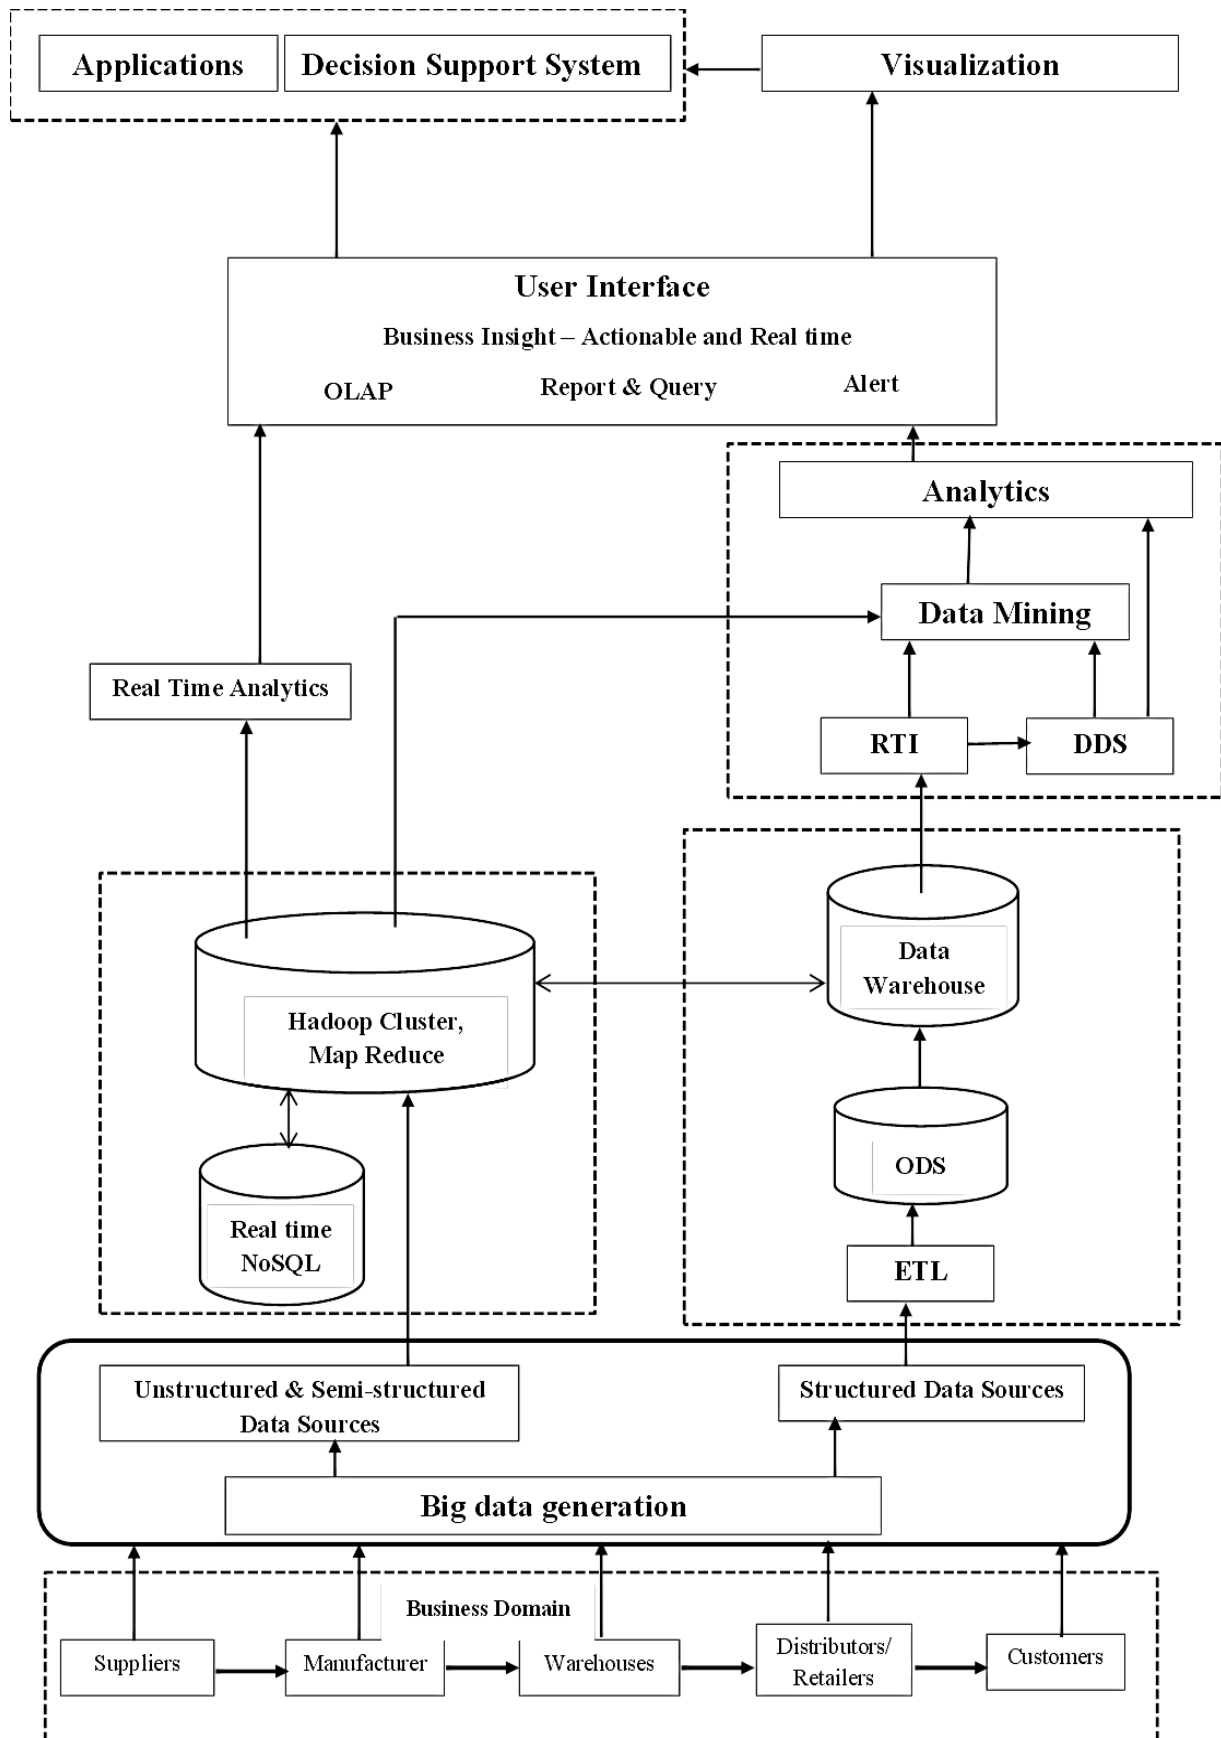 Applications
Decision Support System
Visualization
User Interface
Business Insight – Actionable and Real time
OLAP
Report & Query
Alert
Analytics
Data Mining
Real Time Analytics
RTI
DDS
Data
Warehouse
Hadoop Cluster,
Map Reduce
ODS
Real time
NoSQL
ETL
Unstructured & Semi-structured
Data Sources
Structured Data Sources
Big data generation
Business Domain
Suppliers
Manufacturer
Warehouses
Distributors/
Retailers
Customers